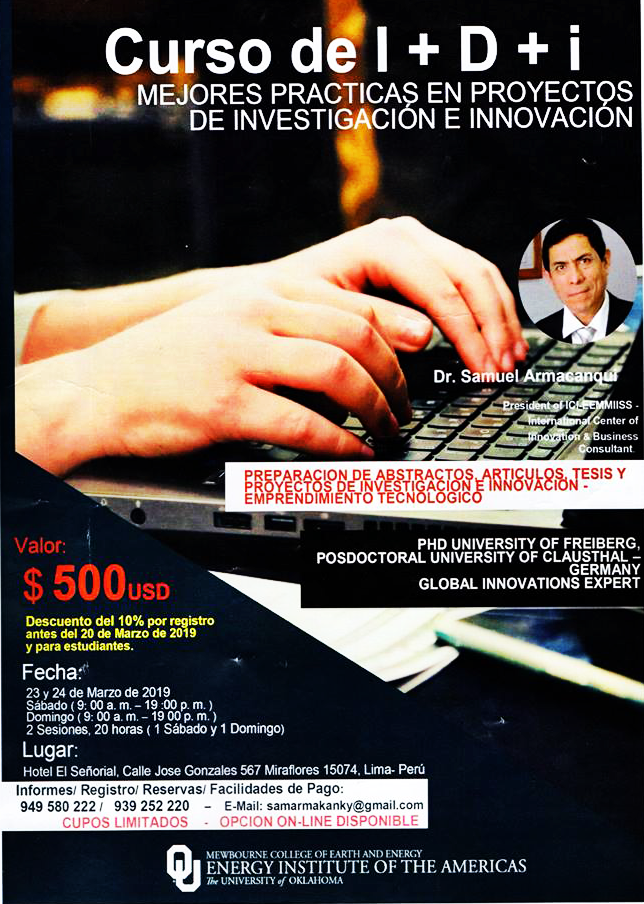 Curso de I + D + i
MEJORES PRACTICAS EN PROYECTOS
DE INVESTIGACIÓN E INNOVACIÓN
Dr. Samuel Armacanqui
President of ICI-EEMMIISS -
International Center of
Innovation & Business
Consultant.
PREPARACION DE ABSTRACTOS, ARTICULOS, TESIS Y
PROYECTOS DE INVESTIGACION E INNOVACION -
EMPRENDIMIENTO TECNOLOGICO
PHD UNIVERSITY OF FREIBERG,
POSDOCTORAL UNIVERSITY OF CLAUSTHAL –
GERMANY
GLOBAL INNOVATIONS EXPERT
Valor:
$ 500USD
Descuento del 10% por registro
antes del 20 de Marzo de 2019
y para estudiantes.
Fecha:
23 y 24 de Marzo de 2019
Sábado ( 9: 00 a. m. – 19 :00 p. m. )
Domingo ( 9: 00 a. m. – 19 00 p. m. )
2 Sesiones, 20 horas ( 1 Sábado y 1 Domingo)
Lugar:
Hotel El Señorial, Calle Jose Gonzales 567 Miraflores 15074, Lima- Perú
Informes/ Registro/ Reservas/ Facilidades de Pago:
949 580 222 / 939 252 220 – E-Mail: samarmakanky@gmail.com
CUPOS LIMITADOS - OPCION ON-LINE DISPONIBLE
MEWBOURNE COLLEGE OF EARTH AND ENERGY
ENERGY INSTITUTE OF THE AMERICAS
The UNIVERSITY of OKLAHOMA